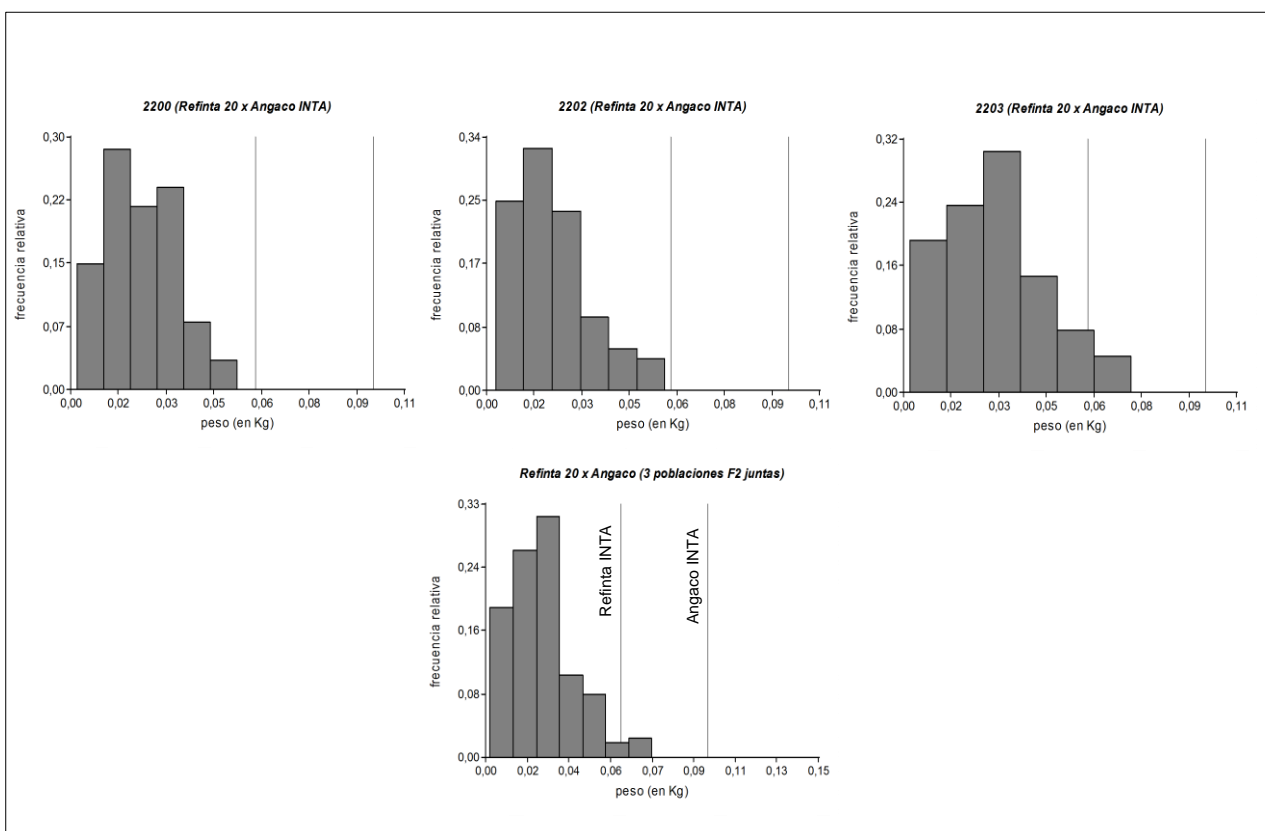 2200 (Refinta 20 x Angaco INTA)
0,30
0,22
0,15
0,07
0,00
frecuencia relativa
0,00 0,02 0,03 0,05 0,06 0,08 0,09 0,11
peso (en Kg)
2202 (Refinta 20 x Angaco INTA)
0,34
0,25
0,17
0,08
0,00
frecuencia relativa
0,00 0,02 0,03 0,05 0,06 0,08 0,09 0,11
peso (en Kg)
2203 (Refinta 20 x Angaco INTA)
0,32
0,24
0,16
0,08
0,00
frecuencia relativa
0,00 0,02 0,03 0,05 0,06 0,08 0,09 0,11
peso (en Kg)
Refinta 20 x Angaco (3 poblaciones F2 juntas)
0,33
0,24
0,16
0,08
0,00
frecuencia relativa
Refinta INTA
Angaco INTA
0,00 0,02 0,04 0,06 0,07 0,09 0,11 0,13 0,15
peso (en Kg)